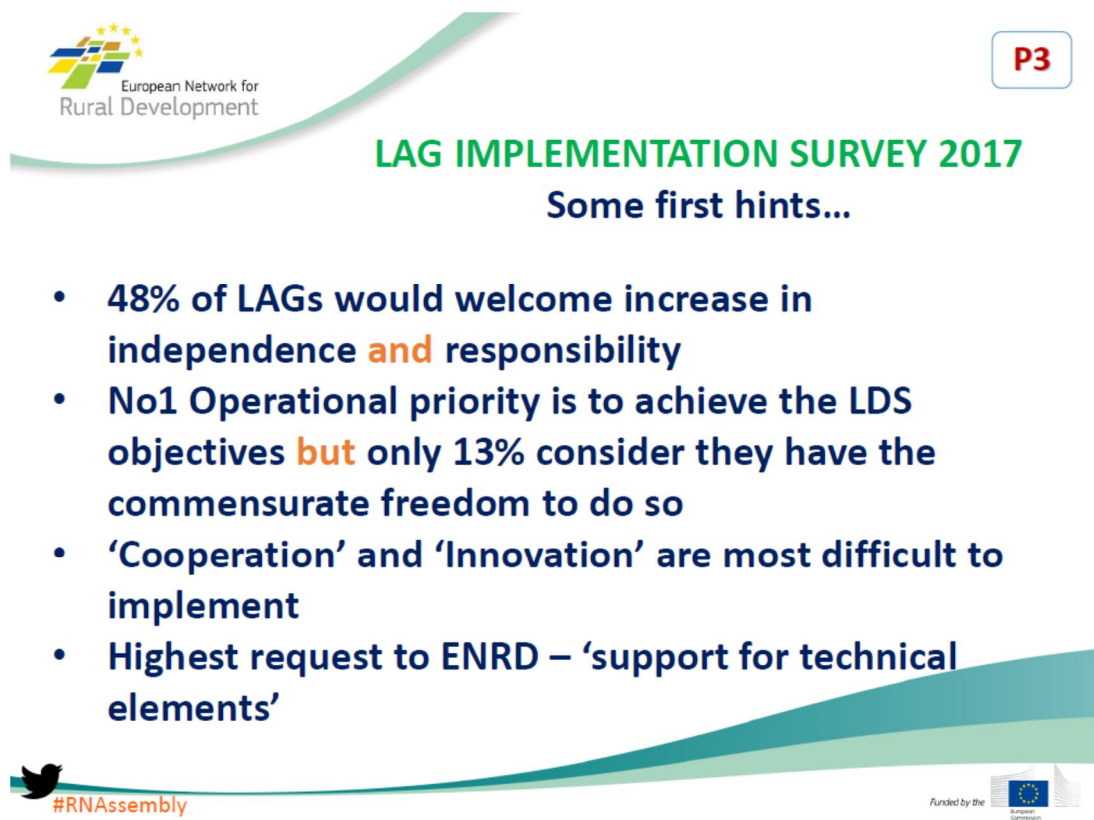 European Network for
Rural Development
P3
LAG IMPLEMENTATION SURVEY 2017
Some first hints...
• 48% of LAGs would welcome increase in
independence and responsibility
• No1 Operational priority is to achieve the LDS
objectives but only 13% consider they have the
commensurate freedom to do so
• ‘Cooperation’ and ‘Innovation’ are most difficult to
implement
• Highest request to ENRD – ‘support for technical
elements’
#RNAssembly
Funded by the
European
Commission